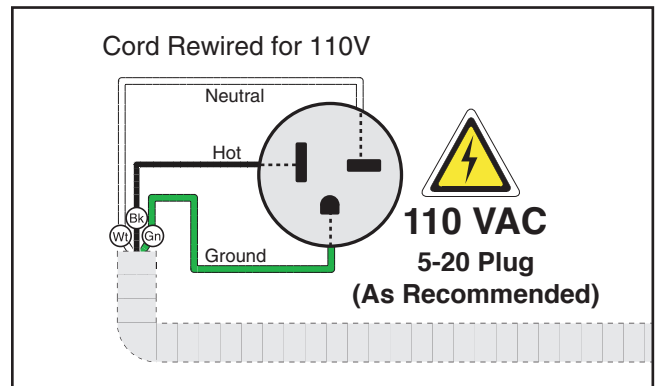 Cord Rewired for 110V
Neutral
Hot
Bk
Wt
Gn
Ground
110 VAC
5-20 Plug
(As Recommended)